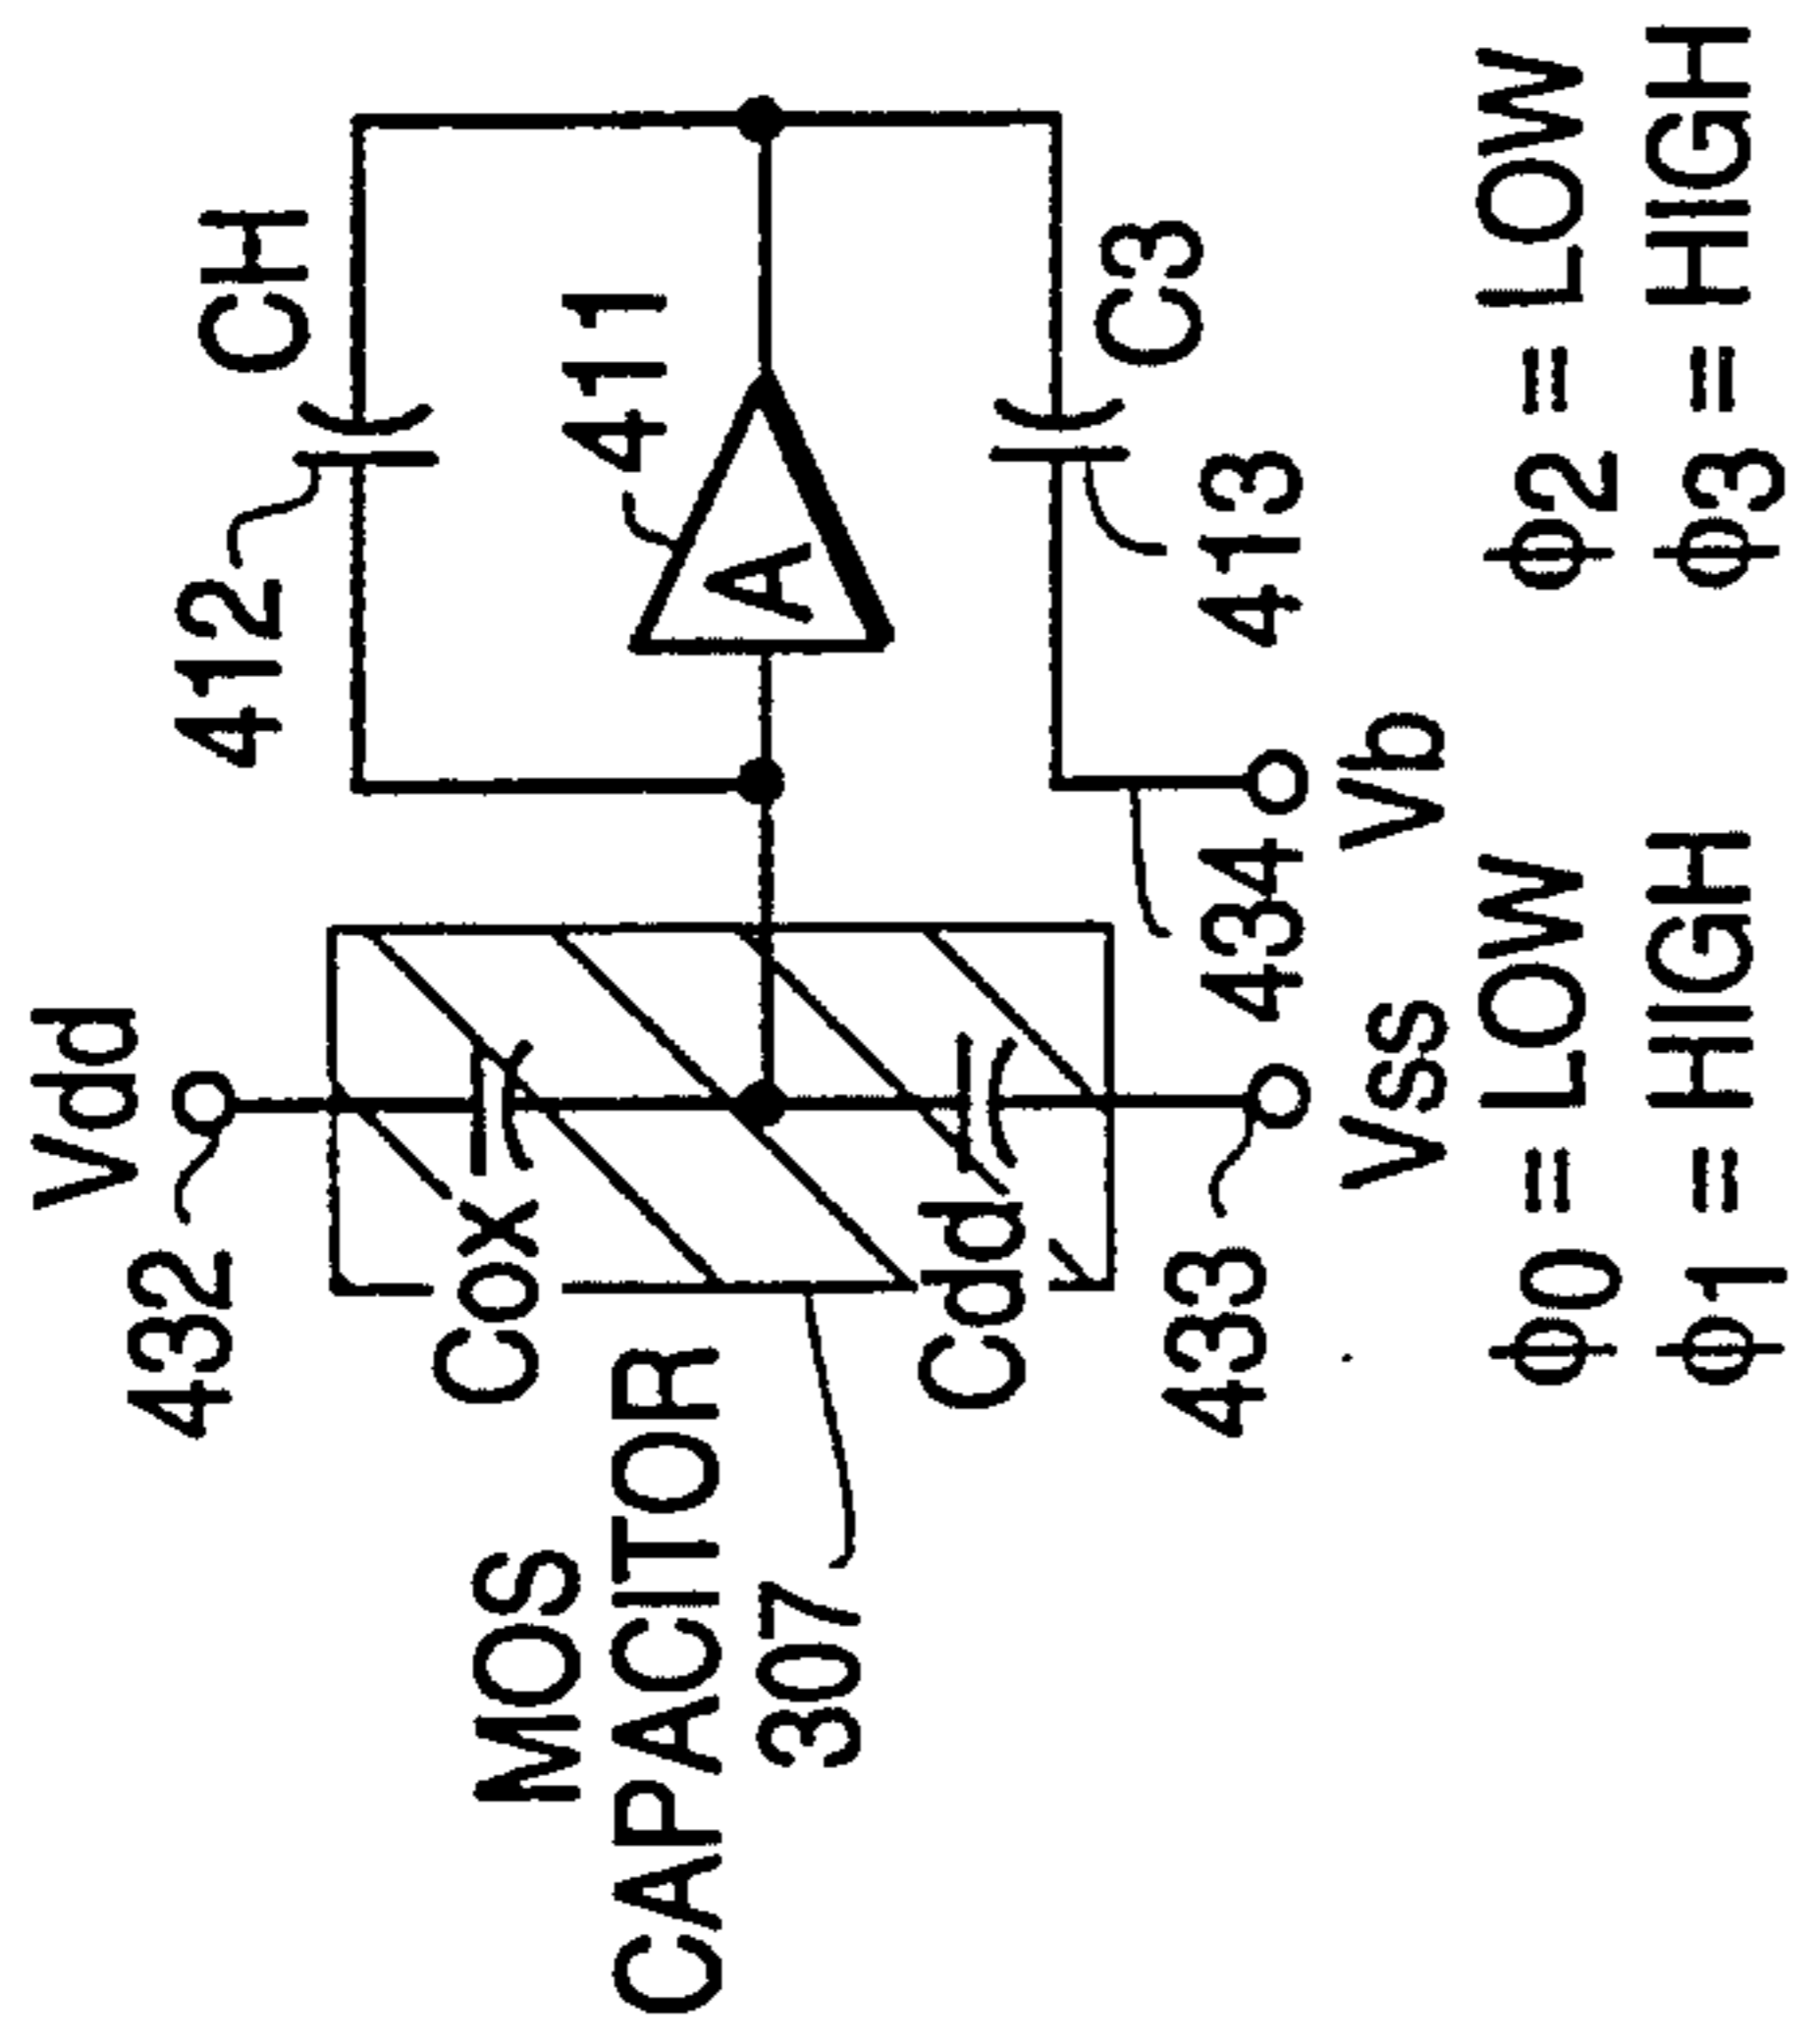 Vdd
432
412
CH
Cox
MOS
CAPACITOR
307
411
A
Cdd
C3
433
434
413
Vss
Vb
ϕ0 = LOW ϕ2 = LOW
ϕ1 = HIGH ϕ3 = HIGH